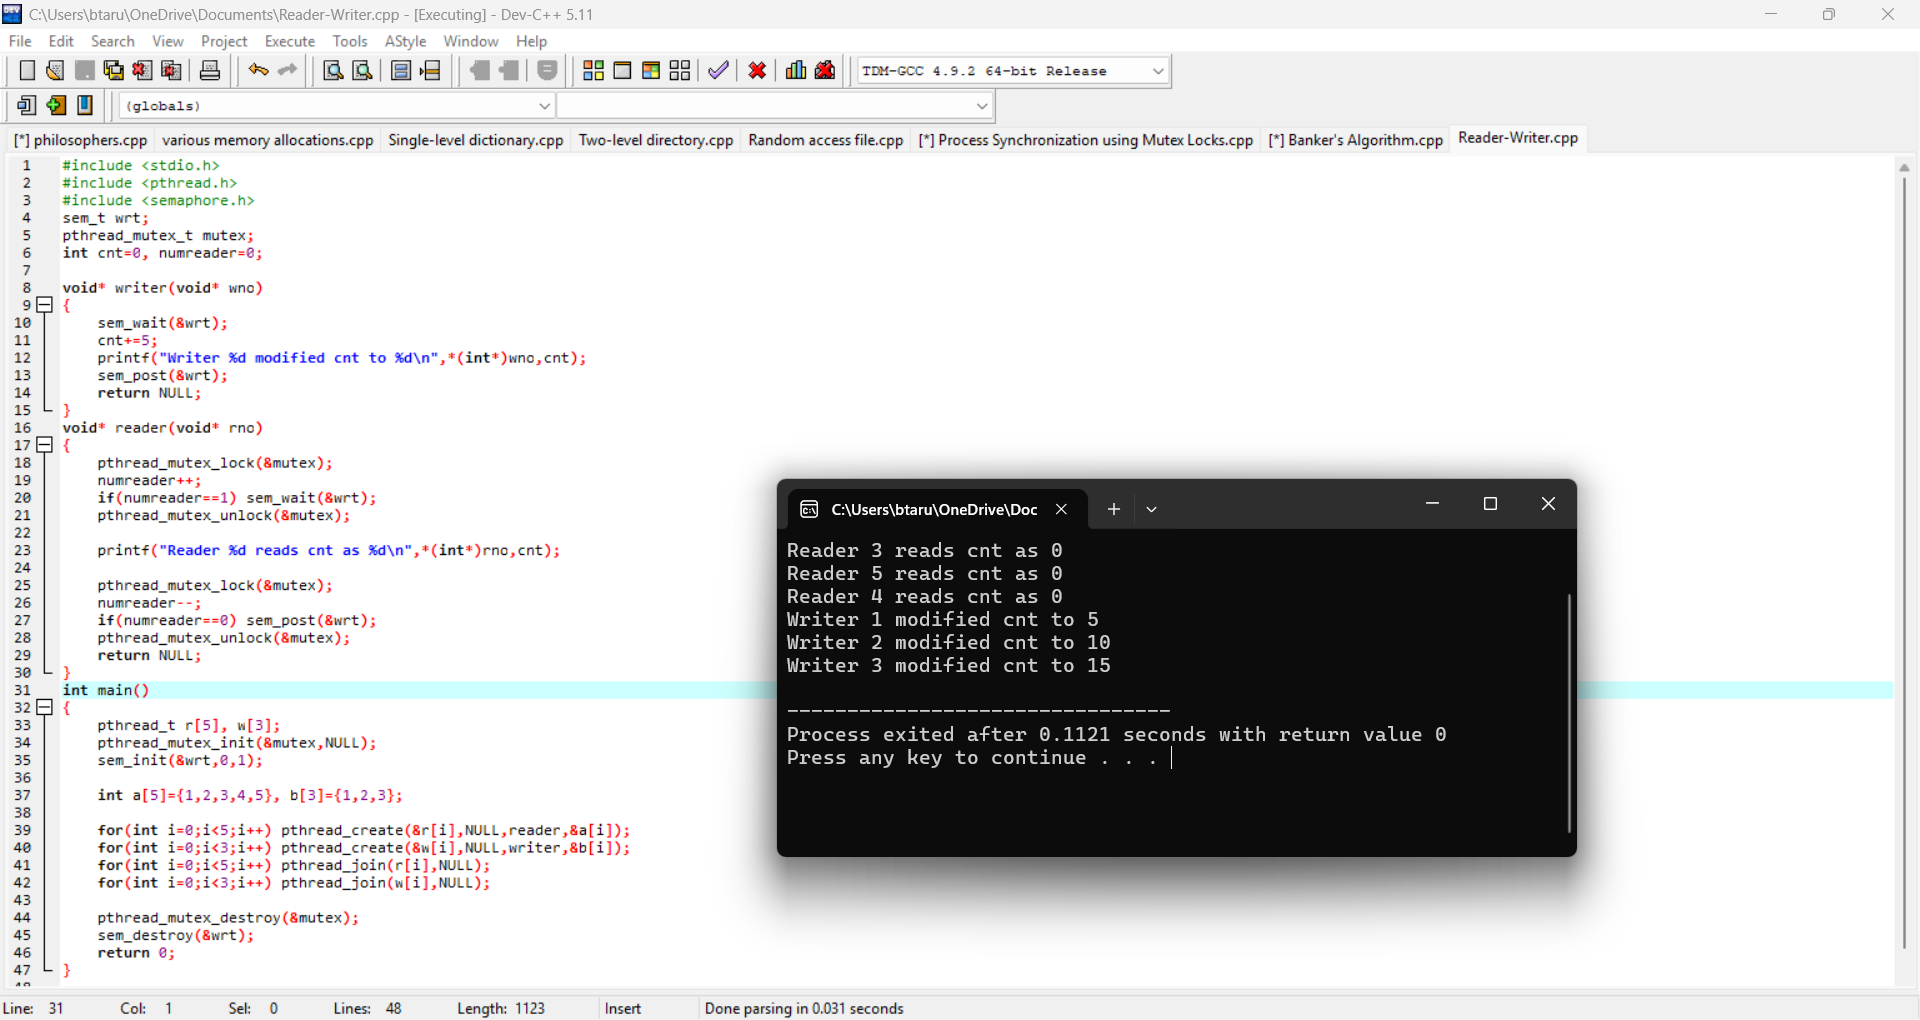 C:\Users\btaru\OneDrive\Documents\Reader-Writer.cpp - [Executing] - Dev-C++ 5.11
File Edit Search View Project Execute Tools AStyle Window Help
TDM-GCC 4.9.2 64-bit Release
(globals)
[*] philosophers.cpp various memory allocations.cpp Single-level dictionary.cpp Two-level directory.cpp Random access file.cpp [*] Process Synchronization using Mutex Locks.cpp [*] Banker's Algorithm.cpp Reader-Writer.cpp
1 #include <stdio.h>
2 #include <pthread.h>
3 #include <semaphore.h>
4 sem_t wrt;
5 pthread_mutex_t mutex;
6 int cnt=0, numreader=0;
7
8 void* writer(void* wno)
9 {
10 sem_wait(&wrt);
11 cnt+=5;
12 printf("Writer %d modified cnt to %d\n",*(int*)wno,cnt);
13 sem_post(&wrt);
14 return NULL;
15 }
16 void* reader(void* rno)
17 {
18 pthread_mutex_lock(&mutex);
19 numreader++;
20 if(numreader==1) sem_wait(&wrt);
21 pthread_mutex_unlock(&mutex);
22
23 printf("Reader %d reads cnt as %d\n",*(int*)rno,cnt);
24
25 pthread_mutex_lock(&mutex);
26 numreader--;
27 if(numreader==0) sem_post(&wrt);
28 pthread_mutex_unlock(&mutex);
29 return NULL;
30 }
31 int main()
32 {
33 pthread_t r[5], w[3];
34 pthread_mutex_init(&mutex,NULL);
35 sem_init(&wrt,0,1);
36
37 int a[5]={1,2,3,4,5}, b[3]={1,2,3};
38
39 for(int i=0;i<5;i++) pthread_create(&r[i],NULL,reader,&a[i]);
40 for(int i=0;i<3;i++) pthread_create(&w[i],NULL,writer,&b[i]);
41 for(int i=0;i<5;i++) pthread_join(r[i],NULL);
42 for(int i=0;i<3;i++) pthread_join(w[i],NULL);
43
44 pthread_mutex_destroy(&mutex);
45 sem_destroy(&wrt);
46 return 0;
47 }
C:\Users\btaru\OneDrive\Doc
Reader 3 reads cnt as 0
Reader 5 reads cnt as 0
Reader 4 reads cnt as 0
Writer 1 modified cnt to 5
Writer 2 modified cnt to 10
Writer 3 modified cnt to 15
--------------------------------
Process exited after 0.1121 seconds with return value 0
Press any key to continue . . .
Line: 31 Col: 1 Sel: 0 Lines: 48 Length: 1123 Insert Done parsing in 0.031 seconds